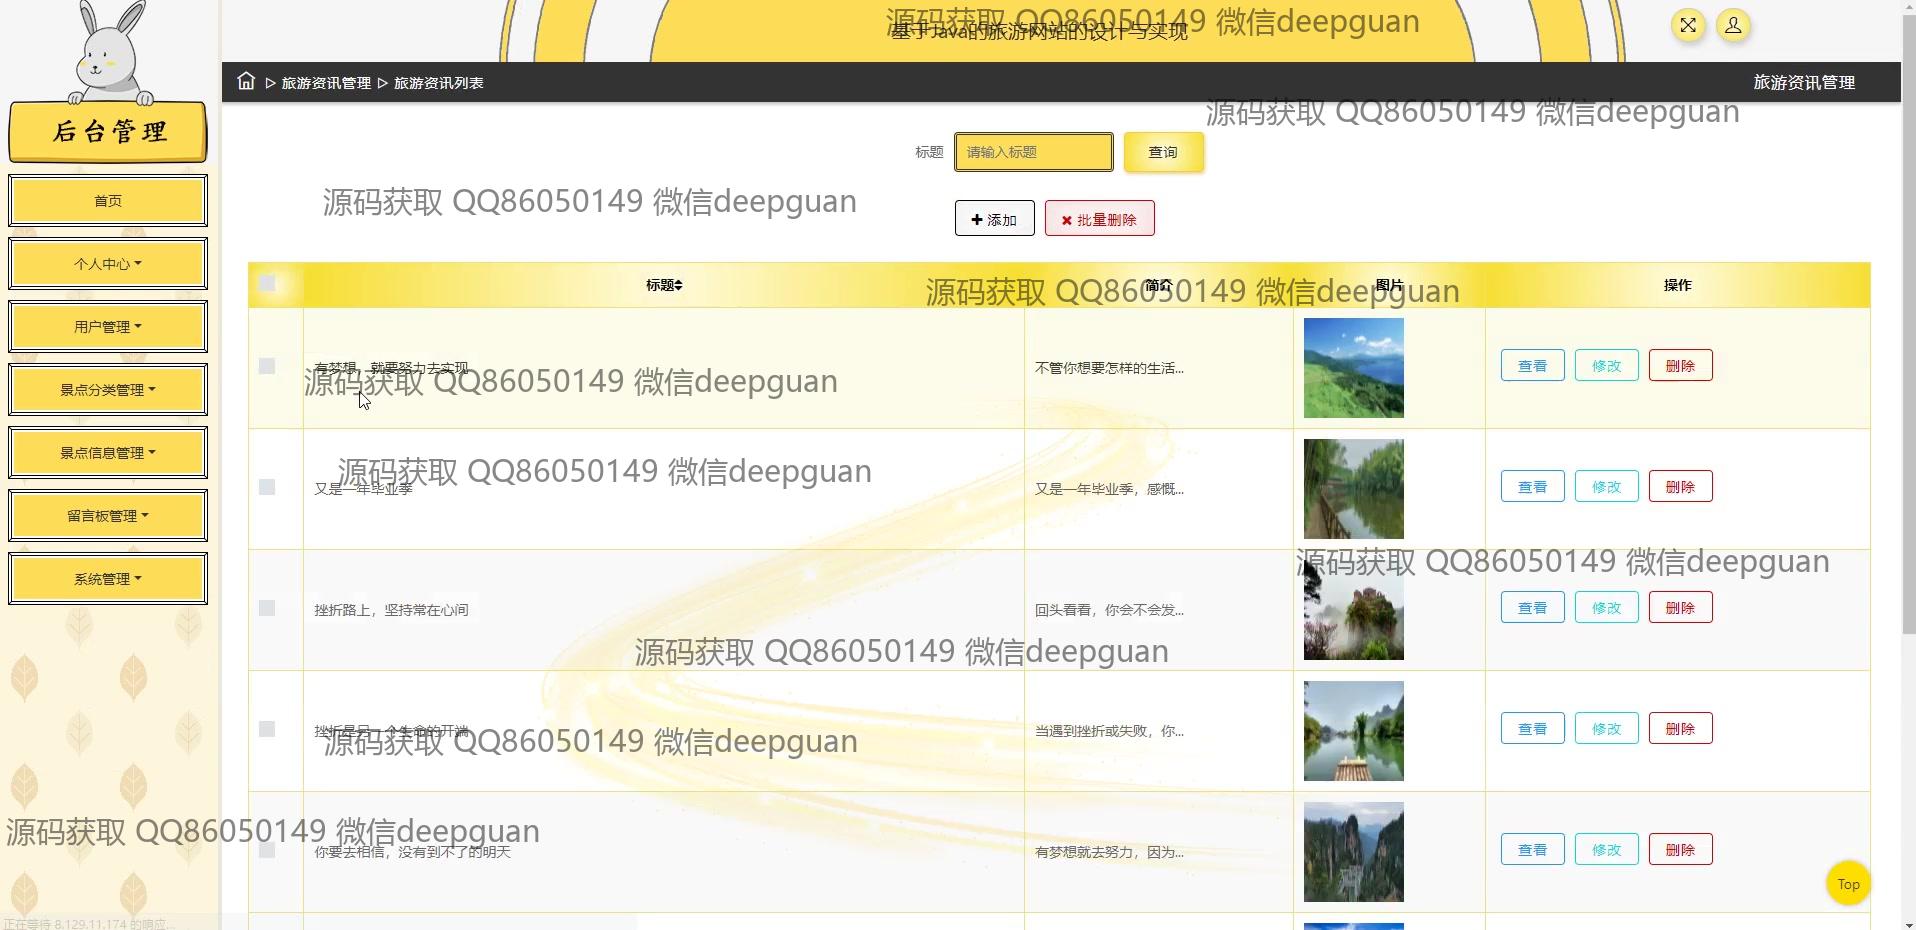 源码获取 QQ86050149 微信deepguan
基于Java的旅游网站的设计与实现
旅游资讯管理 旅游资讯列表
旅游资讯管理
源码获取 QQ86050149 微信deepguan
后台管理
标题 请输入标题 查询
首页
源码获取 QQ86050149 微信deepguan
添加 批量删除
个人中心
标题 简介 图片 操作
源码获取 QQ86050149 微信deepguan
用户管理
有梦想，就要努力去实现 不管你想要怎样的生活... 查看 修改 删除
源码获取 QQ86050149 微信deepguan
景点分类管理
景点信息管理
源码获取 QQ86050149 微信deepguan
又是一年毕业季 又是一年毕业季，感慨... 查看 修改 删除
留言板管理
源码获取 QQ86050149 微信deepguan
系统管理
挫折路上，坚持常在心间 回头看看，你会不会发... 查看 修改 删除
源码获取 QQ86050149 微信deepguan
挫折是另一个生命的开端 当遇到挫折或失败，你... 查看 修改 删除
源码获取 QQ86050149 微信deepguan
源码获取 QQ86050149 微信deepguan
你要去相信，没有到不了的明天 有梦想就去努力，因为... 查看 修改 删除
Top
正在等待 8.129.11.174 的响应...